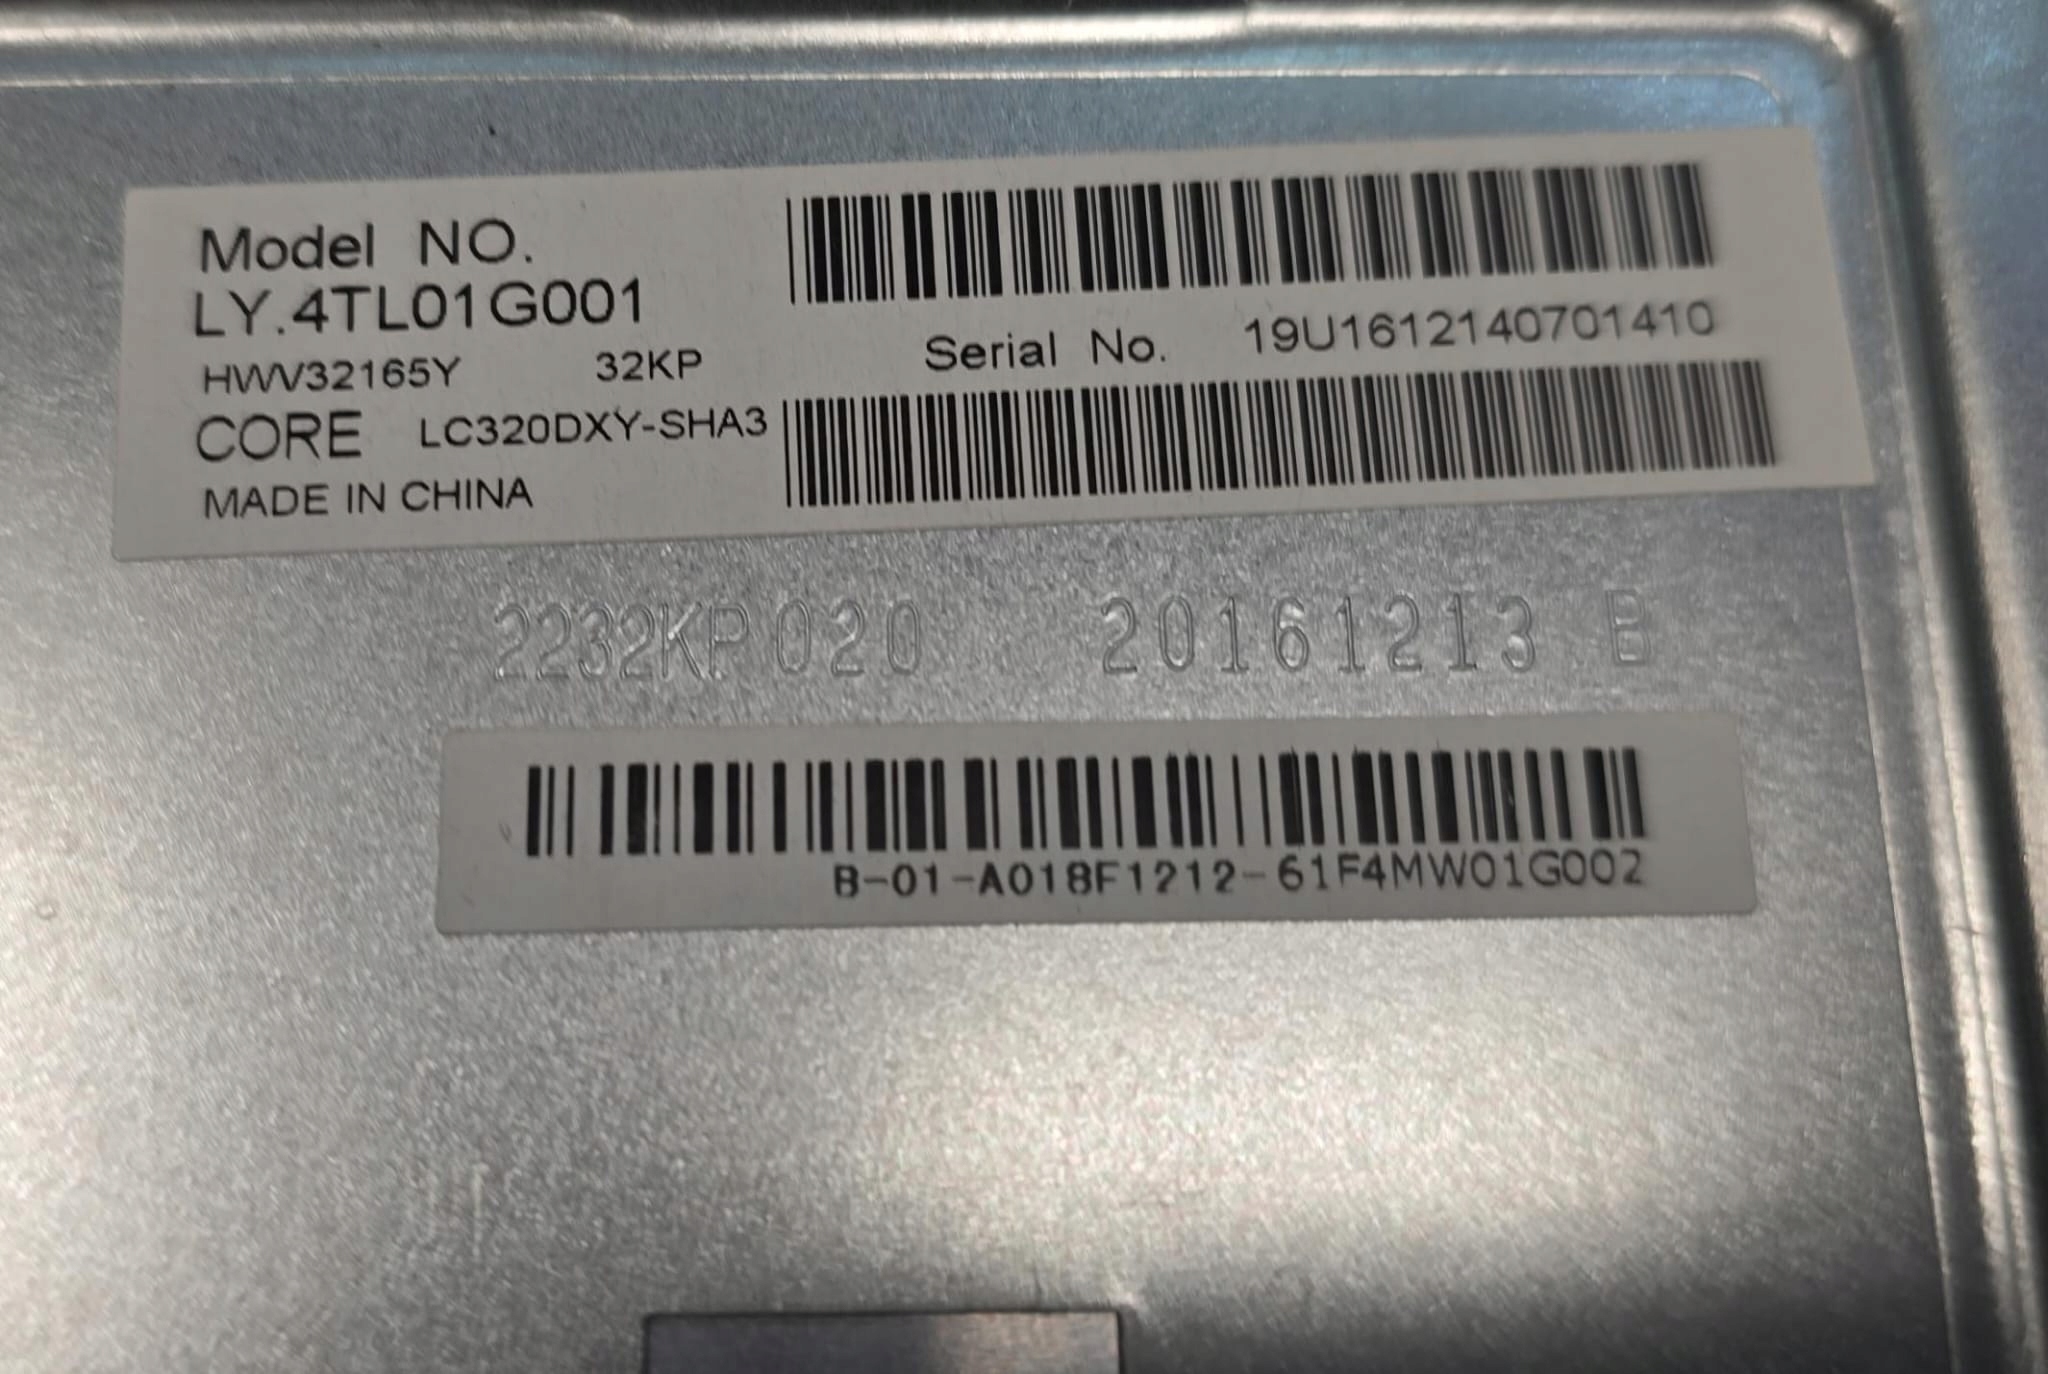 Model NO.
LY.4TL01G001
HWV32165Y 32KP
CORE LC320DXY-SHA3
MADE IN CHINA
Serial No. 19U1612140701410
2232KP020 20161213 B
B-01-A018F1212-61F4MW01G002